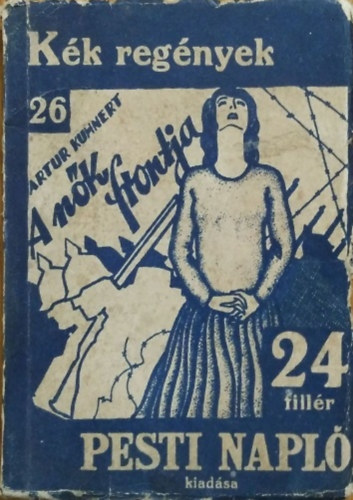 Kék regények
26
ARTUR KUHNERT
A nők frontja
24
fillér
PESTI NAPLÓ
kiadása